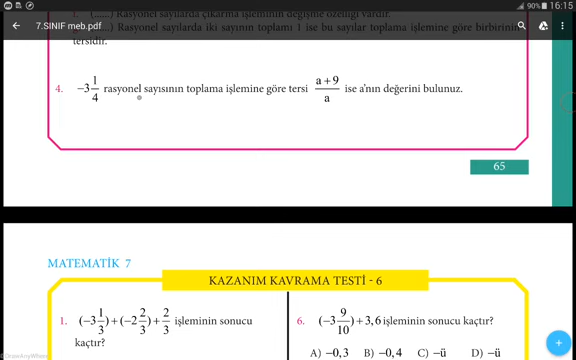 90% 16:15
7.SINIF meb.pdf
2. (......) Rasyonel sayılarda çıkarma işleminin değişme özelliği vardır.
...) Rasyonel sayılarda iki sayının toplamı 1 ise bu sayılar toplama işlemine göre birbirinin
tersidir.
4. −3 1/4 rasyonel sayısının toplama işlemine göre tersi (a + 9)/a ise a'nın değerini bulunuz.
65
MATEMATİK 7
KAZANIM KAVRAMA TESTİ - 6
1. (−3 1/3)+(−2 2/3)+ 2/3 işleminin sonucu
kaçtır?
6. (−3 9/10)+3,6 işleminin sonucu kaçtır?
A) −0,3 B) −0,4 C) −ü D) −ü
DrawAnyWhere